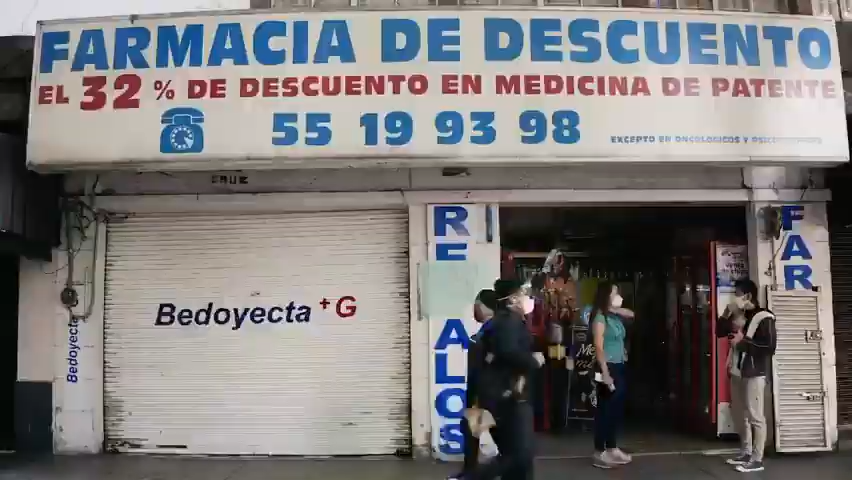 FARMACIA DE DESCUENTO
EL 32 % DE DESCUENTO EN MEDICINA DE PATENTE
55 19 93 98
EXCEPTO EN ONCOLOGICOS Y
CRUZ
Bedoyecta +G
Bedoyecta
RE ALOS
FAR